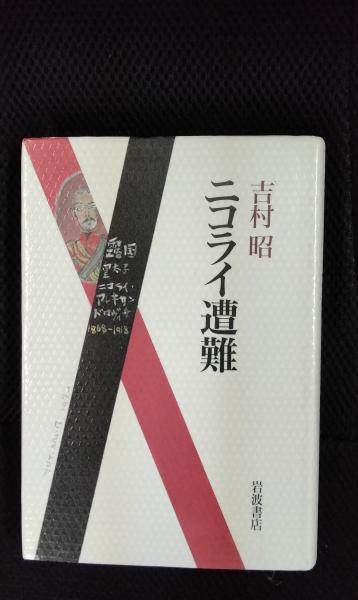 吉村 昭
ニコライ遭難
岩波書店
露国
皇太子
ニコライ・
アレキサン
ドロヴィチ
1868-1918